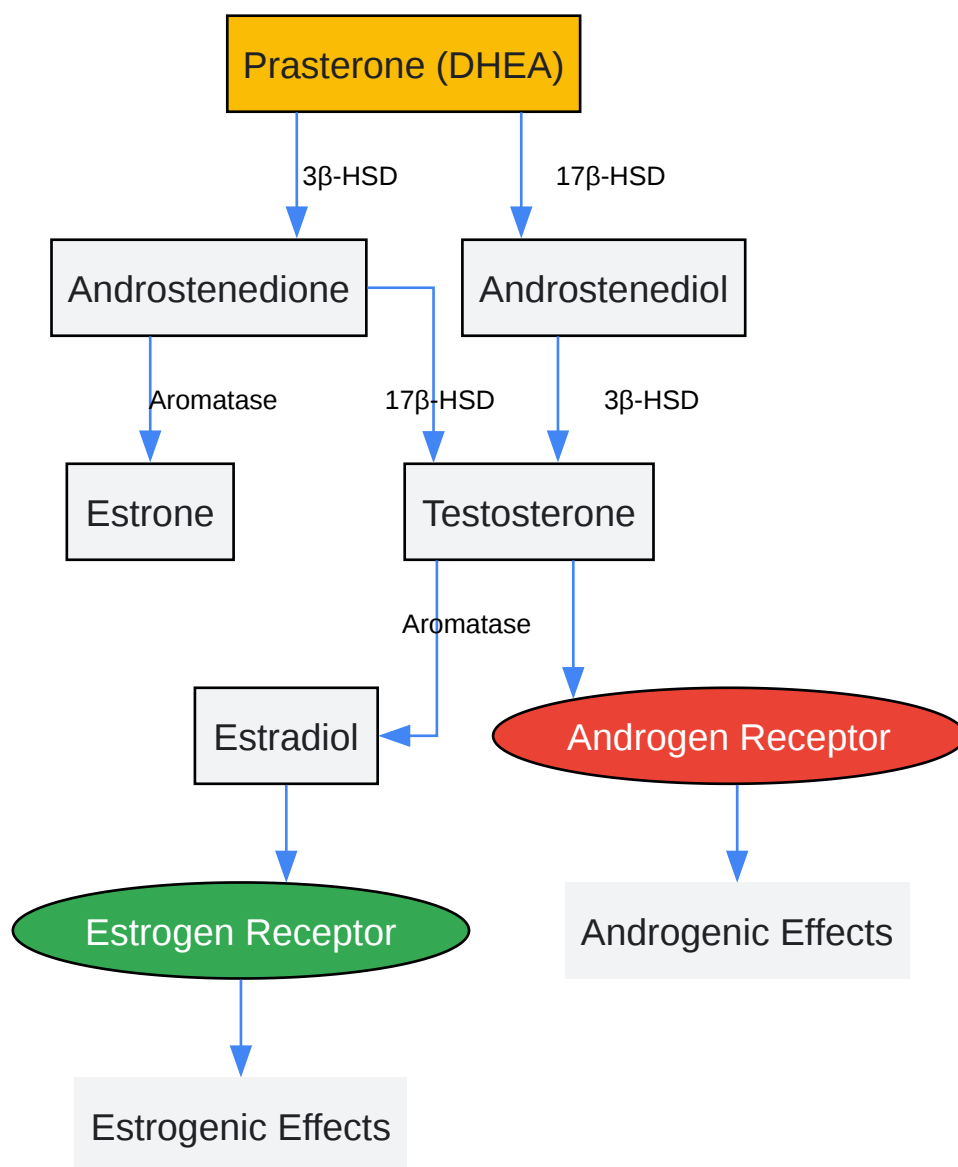 Prasterone (DHEA)
3β-HSD
17β-HSD
Androstenedione
Androstenediol
Aromatase
17β-HSD
3β-HSD
Estrone
Testosterone
Aromatase
Estradiol
Androgen Receptor
Estrogen Receptor
Androgenic Effects
Estrogenic Effects